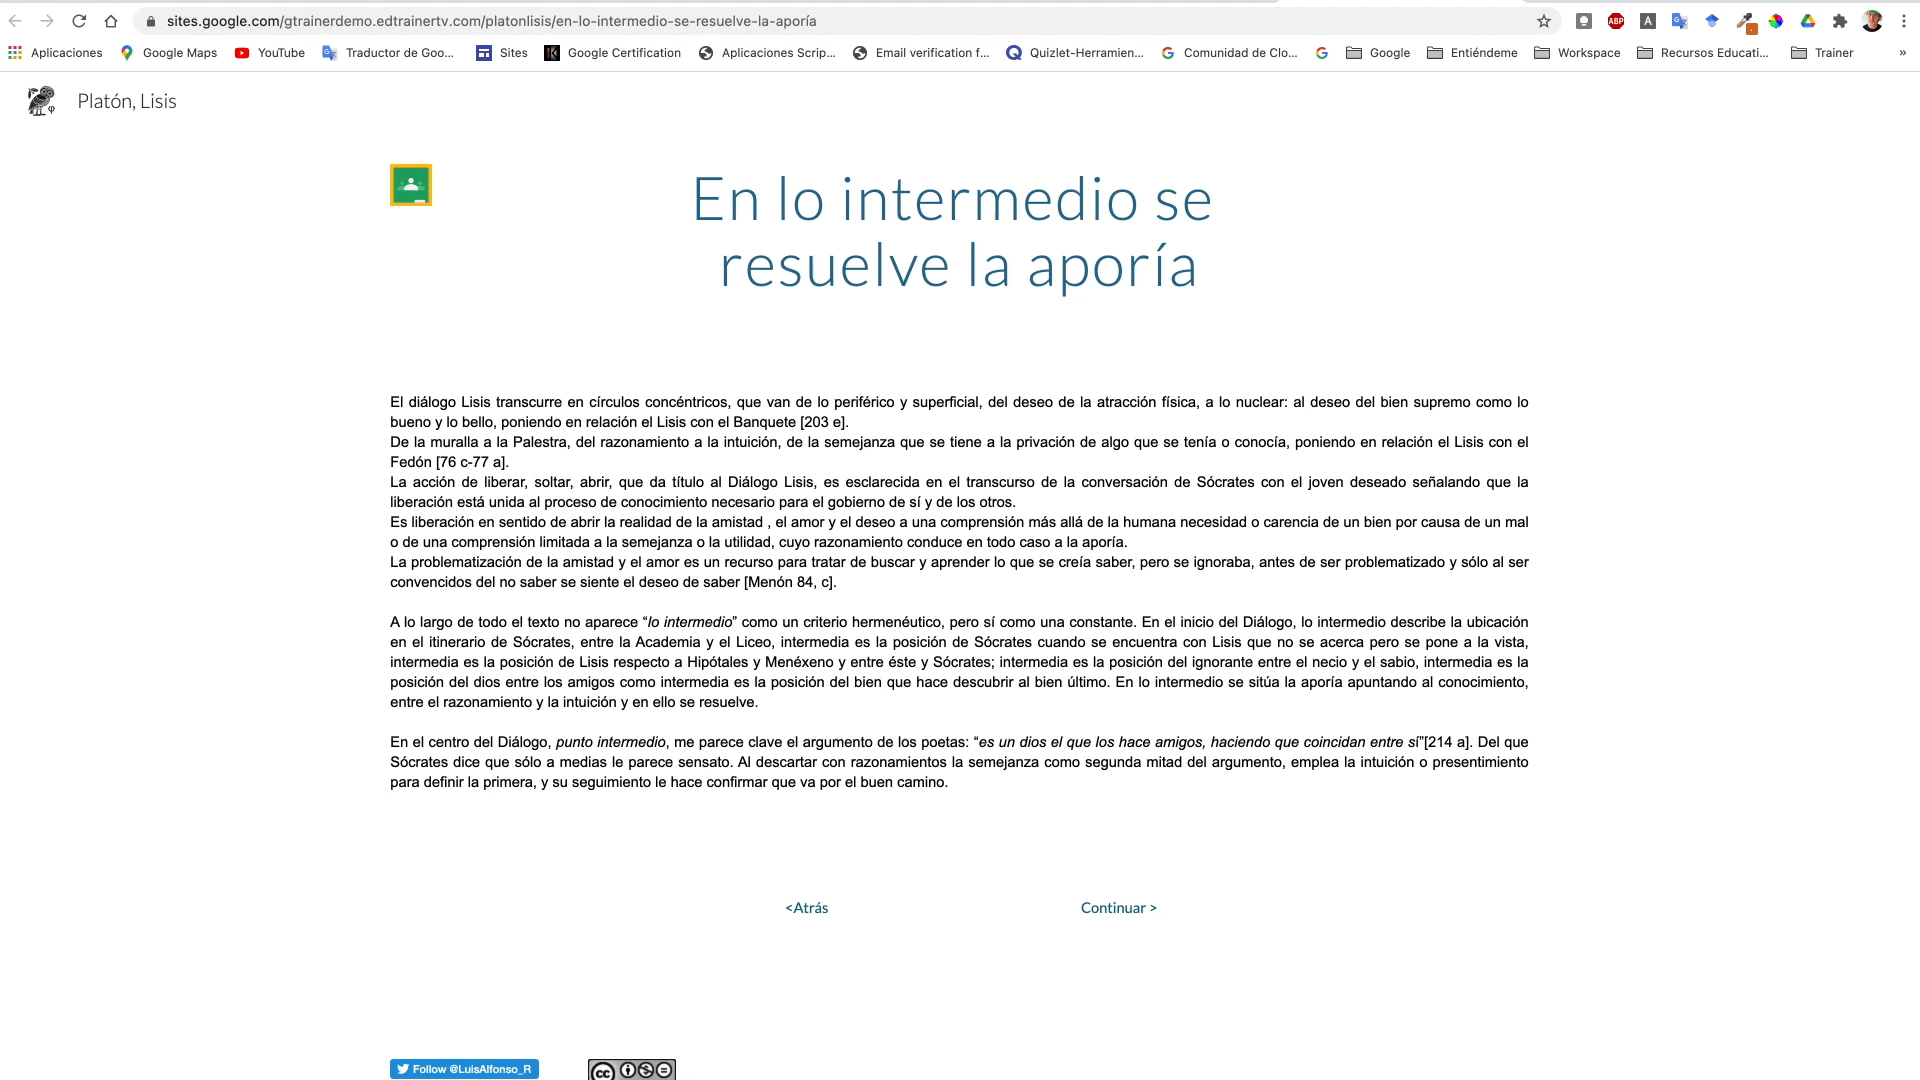 sites.google.com/gtrainerdemo.edtrainertv.com/platonlisis/en-lo-intermedio-se-resuelve-la-aporía
ABP
A
Aplicaciones
Google Maps
YouTube
Traductor de Goo...
Sites
Google Certification
Aplicaciones Scrip...
Email verification f...
Quizlet-Herramien...
Comunidad de Clo...
Google
Entiéndeme
Workspace
Recursos Educati...
Trainer
»
Platón, Lisis
En lo intermedio se
resuelve la aporía
El diálogo Lisis transcurre en círculos concéntricos, que van de lo periférico y superficial, del deseo de la atracción física, a lo nuclear: al deseo del bien supremo como lo
bueno y lo bello, poniendo en relación el Lisis con el Banquete [203 e].
De la muralla a la Palestra, del razonamiento a la intuición, de la semejanza que se tiene a la privación de algo que se tenía o conocía, poniendo en relación el Lisis con el
Fedón [76 c-77 a].
La acción de liberar, soltar, abrir, que da título al Diálogo Lisis, es esclarecida en el transcurso de la conversación de Sócrates con el joven deseado señalando que la
liberación está unida al proceso de conocimiento necesario para el gobierno de sí y de los otros.
Es liberación en sentido de abrir la realidad de la amistad , el amor y el deseo a una comprensión más allá de la humana necesidad o carencia de un bien por causa de un mal
o de una comprensión limitada a la semejanza o la utilidad, cuyo razonamiento conduce en todo caso a la aporía.
La problematización de la amistad y el amor es un recurso para tratar de buscar y aprender lo que se creía saber, pero se ignoraba, antes de ser problematizado y sólo al ser
convencidos del no saber se siente el deseo de saber [Menón 84, c].
A lo largo de todo el texto no aparece “lo intermedio” como un criterio hermenéutico, pero sí como una constante. En el inicio del Diálogo, lo intermedio describe la ubicación
en el itinerario de Sócrates, entre la Academia y el Liceo, intermedia es la posición de Sócrates cuando se encuentra con Lisis que no se acerca pero se pone a la vista,
intermedia es la posición de Lisis respecto a Hipótales y Menéxeno y entre éste y Sócrates; intermedia es la posición del ignorante entre el necio y el sabio, intermedia es la
posición del dios entre los amigos como intermedia es la posición del bien que hace descubrir al bien último. En lo intermedio se sitúa la aporía apuntando al conocimiento,
entre el razonamiento y la intuición y en ello se resuelve.
En el centro del Diálogo, punto intermedio, me parece clave el argumento de los poetas: “es un dios el que los hace amigos, haciendo que coincidan entre sí”[214 a]. Del que
Sócrates dice que sólo a medias le parece sensato. Al descartar con razonamientos la semejanza como segunda mitad del argumento, emplea la intuición o presentimiento
para definir la primera, y su seguimiento le hace confirmar que va por el buen camino.
<Atrás
Continuar >
Follow @LuisAlfonso_R
cc